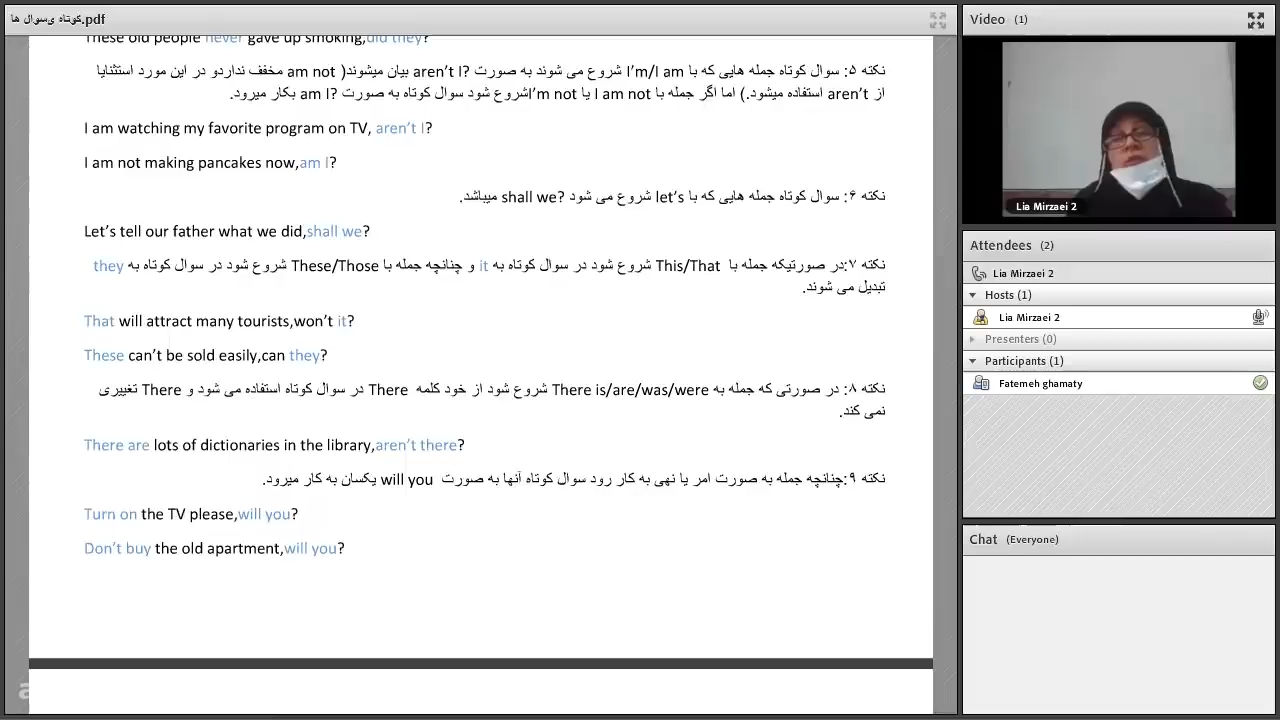 کوتاه ی‌سوال ها.pdf
These old people never gave up smoking,did they?
نکته ۵: سوال کوتاه جمله هایی که با I'm/I am شروع می شوند به صورت aren't I? بیان میشوند( am not مخفف نداردو در این مورد استثنایا
از aren't استفاده میشود.) اما اگر جمله با I am not یا I'm notشروع شود سوال کوتاه به صورت am I? بکار میرود.
I am watching my favorite program on TV, aren't I?
I am not making pancakes now,am I?
نکته ۶: سوال کوتاه جمله هایی که با let's شروع می شود shall we? میباشد.
Let's tell our father what we did,shall we?
نکته ۷:در صورتیکه جمله با This/That شروع شود در سوال کوتاه به it و چنانچه جمله با These/Those شروع شود در سوال کوتاه به they
تبدیل می شوند.
That will attract many tourists,won't it?
These can't be sold easily,can they?
نکته ۸: در صورتی که جمله به There is/are/was/were شروع شود از خود کلمه There در سوال کوتاه استفاده می شود و There تغییری
نمی کند.
There are lots of dictionaries in the library,aren't there?
نکته ۹:چنانچه جمله به صورت امر یا نهی به کار رود سوال کوتاه آنها به صورت will you یکسان به کار میرود.
Turn on the TV please,will you?
Don't buy the old apartment,will you?
Video (1)
Lia Mirzaei 2
Attendees (2)
Lia Mirzaei 2
Hosts (1)
Lia Mirzaei 2
Presenters (0)
Participants (1)
Fatemeh ghamaty
Chat (Everyone)